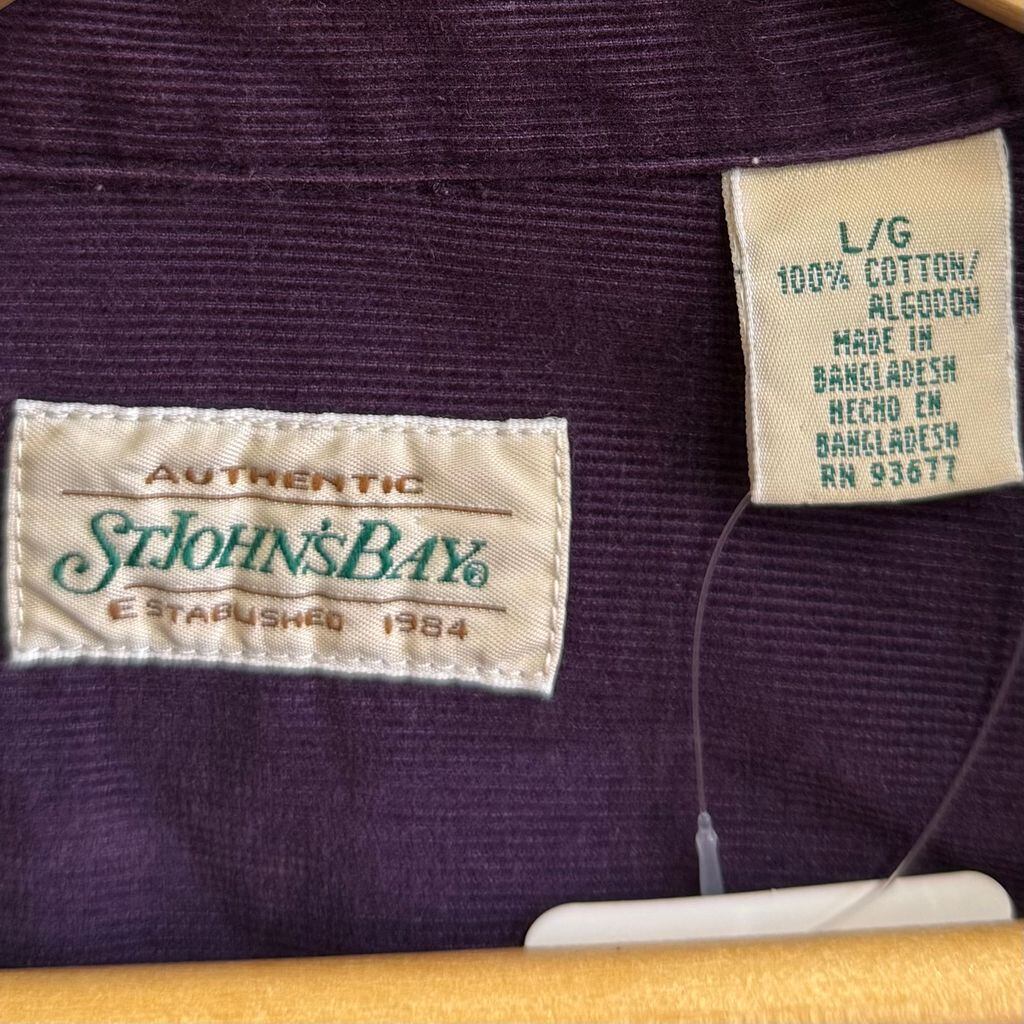 AUTHENTIC
ST. JOHN'S BAY®
ESTABLISHED 1984
L/G
100% COTTON/
ALGODON
MADE IN
BANGLADESH
HECHO EN
BANGLADESH
RN 93677